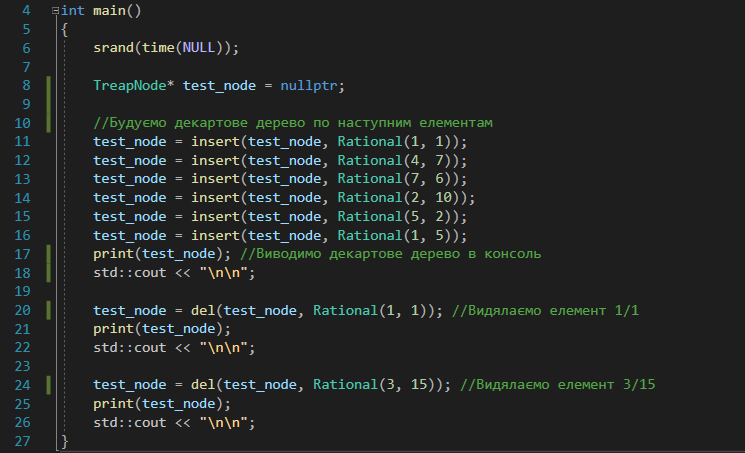 4 int main()
5 {
6 srand(time(NULL));
7
8 TreapNode* test_node = nullptr;
9
10 //Будуємо декартове дерево по наступним елементам
11 test_node = insert(test_node, Rational(1, 1));
12 test_node = insert(test_node, Rational(4, 7));
13 test_node = insert(test_node, Rational(7, 6));
14 test_node = insert(test_node, Rational(2, 10));
15 test_node = insert(test_node, Rational(5, 2));
16 test_node = insert(test_node, Rational(1, 5));
17 print(test_node); //Виводимо декартове дерево в консоль
18 std::cout << "\n\n";
19
20 test_node = del(test_node, Rational(1, 1)); //Видялаємо елемент 1/1
21 print(test_node);
22 std::cout << "\n\n";
23
24 test_node = del(test_node, Rational(3, 15)); //Видялаємо елемент 3/15
25 print(test_node);
26 std::cout << "\n\n";
27 }